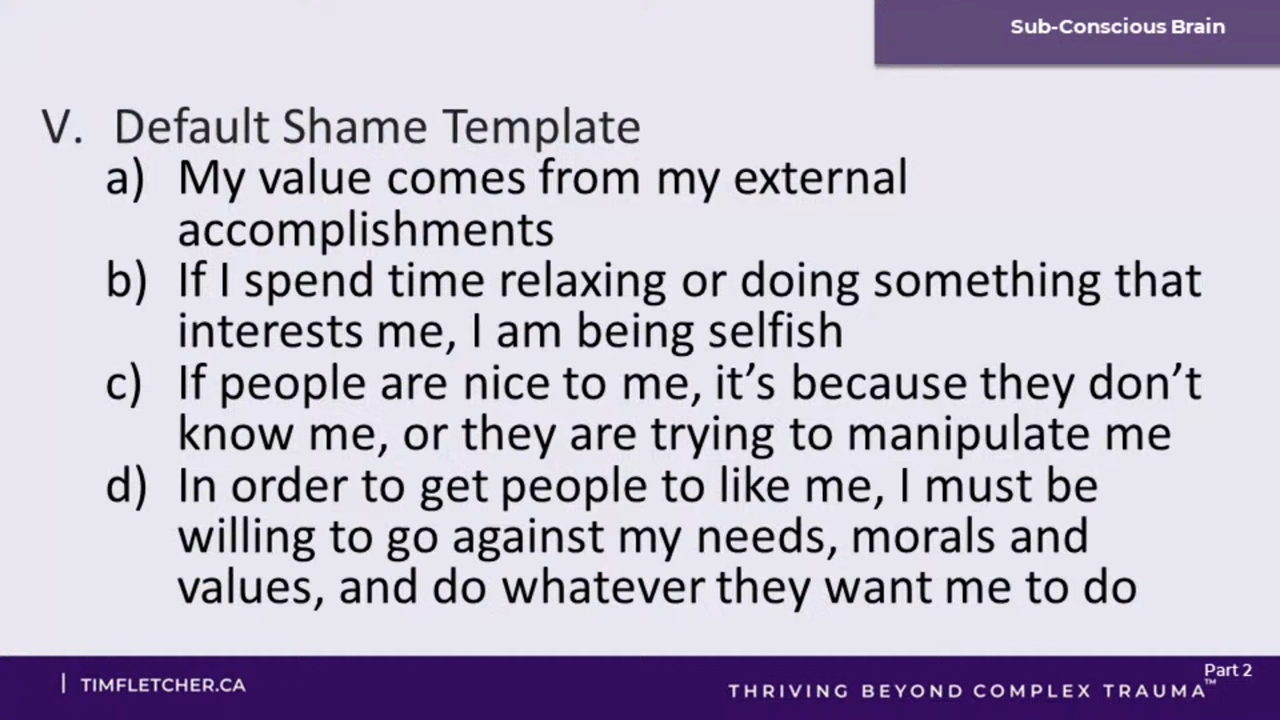 Sub-Conscious Brain
V. Default Shame Template
a) My value comes from my external
accomplishments
b) If I spend time relaxing or doing something that
interests me, I am being selfish
c) If people are nice to me, it’s because they don’t
know me, or they are trying to manipulate me
d) In order to get people to like me, I must be
willing to go against my needs, morals and
values, and do whatever they want me to do
| TIMFLETCHER.CA
THRIVING BEYOND COMPLEX TRAUMA™
Part 2